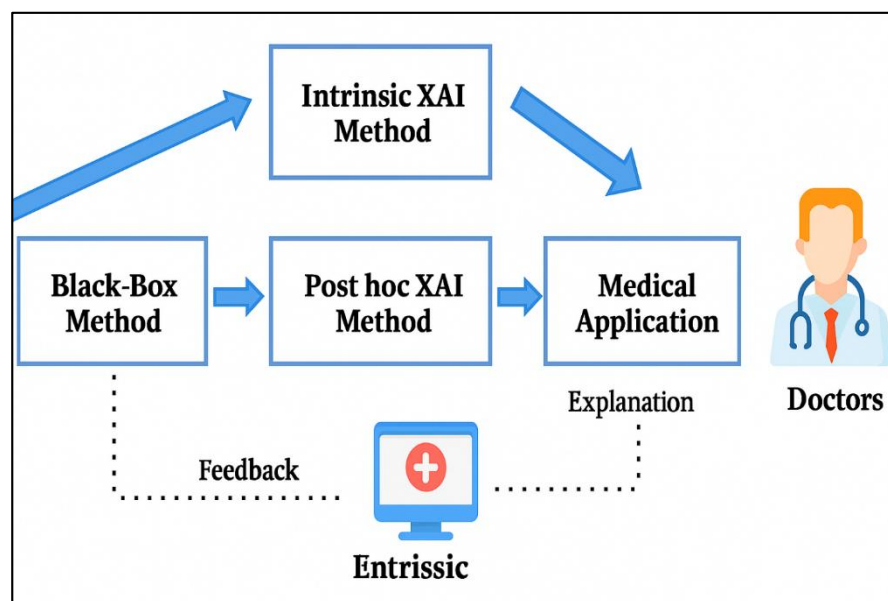 Intrinsic XAI
Method
Black-Box
Method
Post hoc XAI
Method
Medical
Application
Explanation
Doctors
Feedback
Entrissic